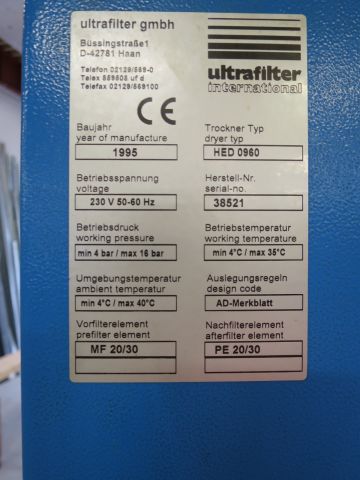 ultrafilter gmbh
Büssingstraße1
D-42781 Haan
Telefon 02129/569-0
Telex 859505 uf d
Telefax 02129/569100
CE
ultrafilter
international
Baujahr
year of manufacture
1995
Trockner Typ
dryer typ
HED 0960
Betriebsspannung
voltage
230 V 50-60 Hz
Herstell-Nr.
serial-no.
38521
Betriebsdruck
working pressure
min 4 bar / max 16 bar
Betriebstemperatur
working temperature
min 4°C / max 35°C
Umgebungstemperatur
ambient temperatur
min 4°C / max 40°C
Auslegungsregeln
design code
AD-Merkblatt
Vorfilterelement
prefilter element
MF 20/30
Nachfilterelement
afterfilter element
PE 20/30